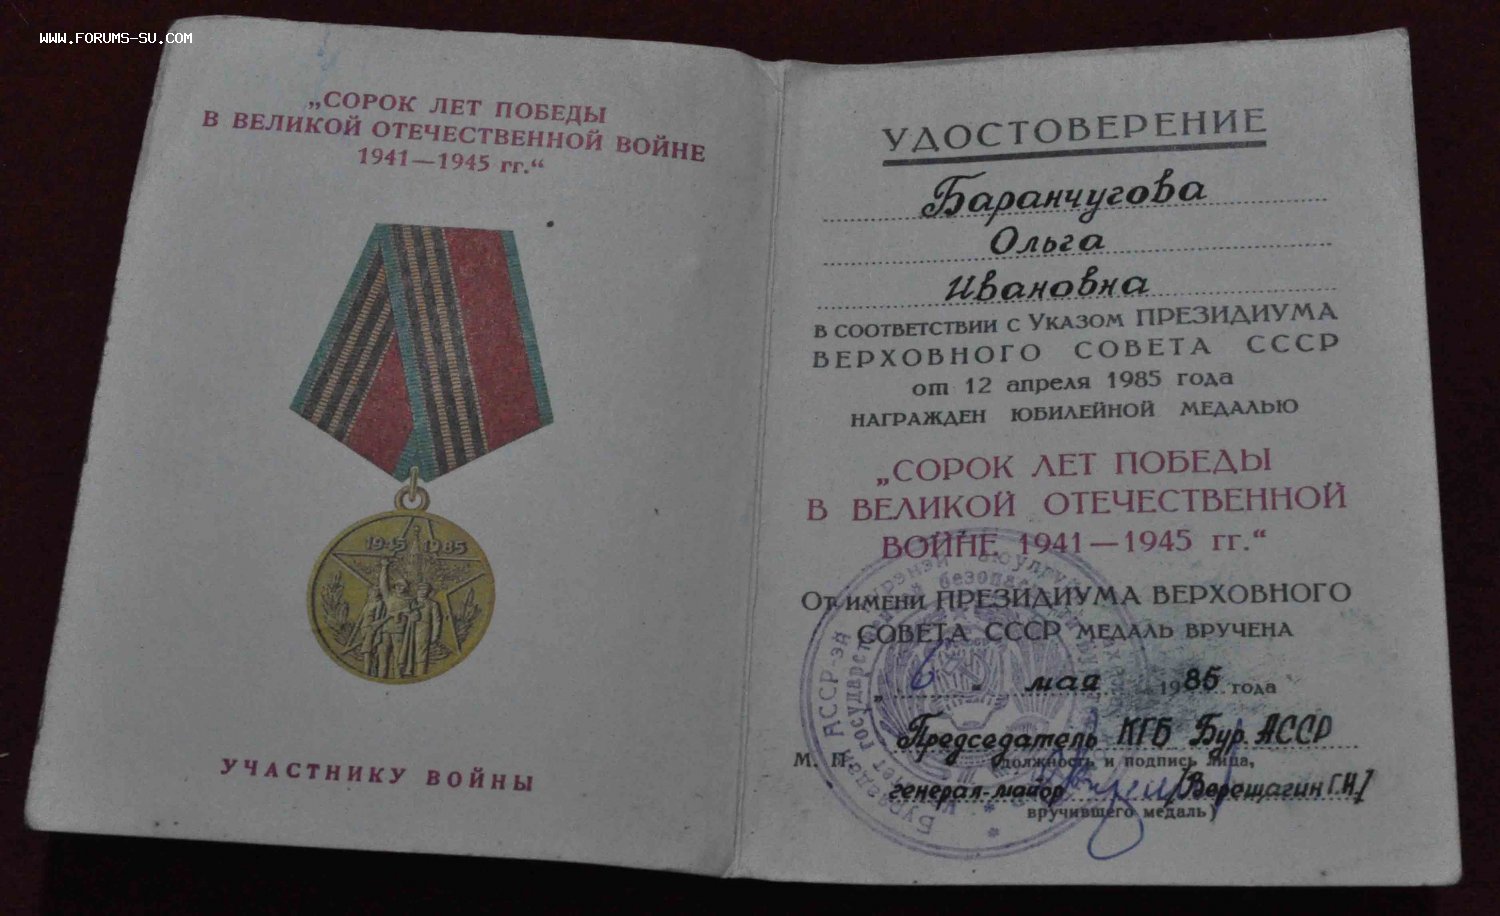 WWW.FORUMS-SU.COM
„СОРОК ЛЕТ ПОБЕДЫ
В ВЕЛИКОЙ ОТЕЧЕСТВЕННОЙ ВОЙНЕ
1941—1945 гг.“
1945 1985
УЧАСТНИКУ ВОЙНЫ
УДОСТОВЕРЕНИЕ
Баранчугова
Ольга
Ивановна
В СООТВЕТСТВИИ С УКАЗОМ ПРЕЗИДИУМА
ВЕРХОВНОГО СОВЕТА СССР
от 12 апреля 1985 года
НАГРАЖДЕН ЮБИЛЕЙНОЙ МЕДАЛЬЮ
„СОРОК ЛЕТ ПОБЕДЫ
В ВЕЛИКОЙ ОТЕЧЕСТВЕННОЙ
ВОЙНЕ 1941—1945 гг.“
ОТ ИМЕНИ ПРЕЗИДИУМА ВЕРХОВНОГО
СОВЕТА СССР МЕДАЛЬ ВРУЧЕНА
„6" мая 1985 года
Председатель КГБ Бур. АССР
М. П. (должность и подпись лица,
генерал-майор /Верещагин Г.Н./
вручившего медаль)